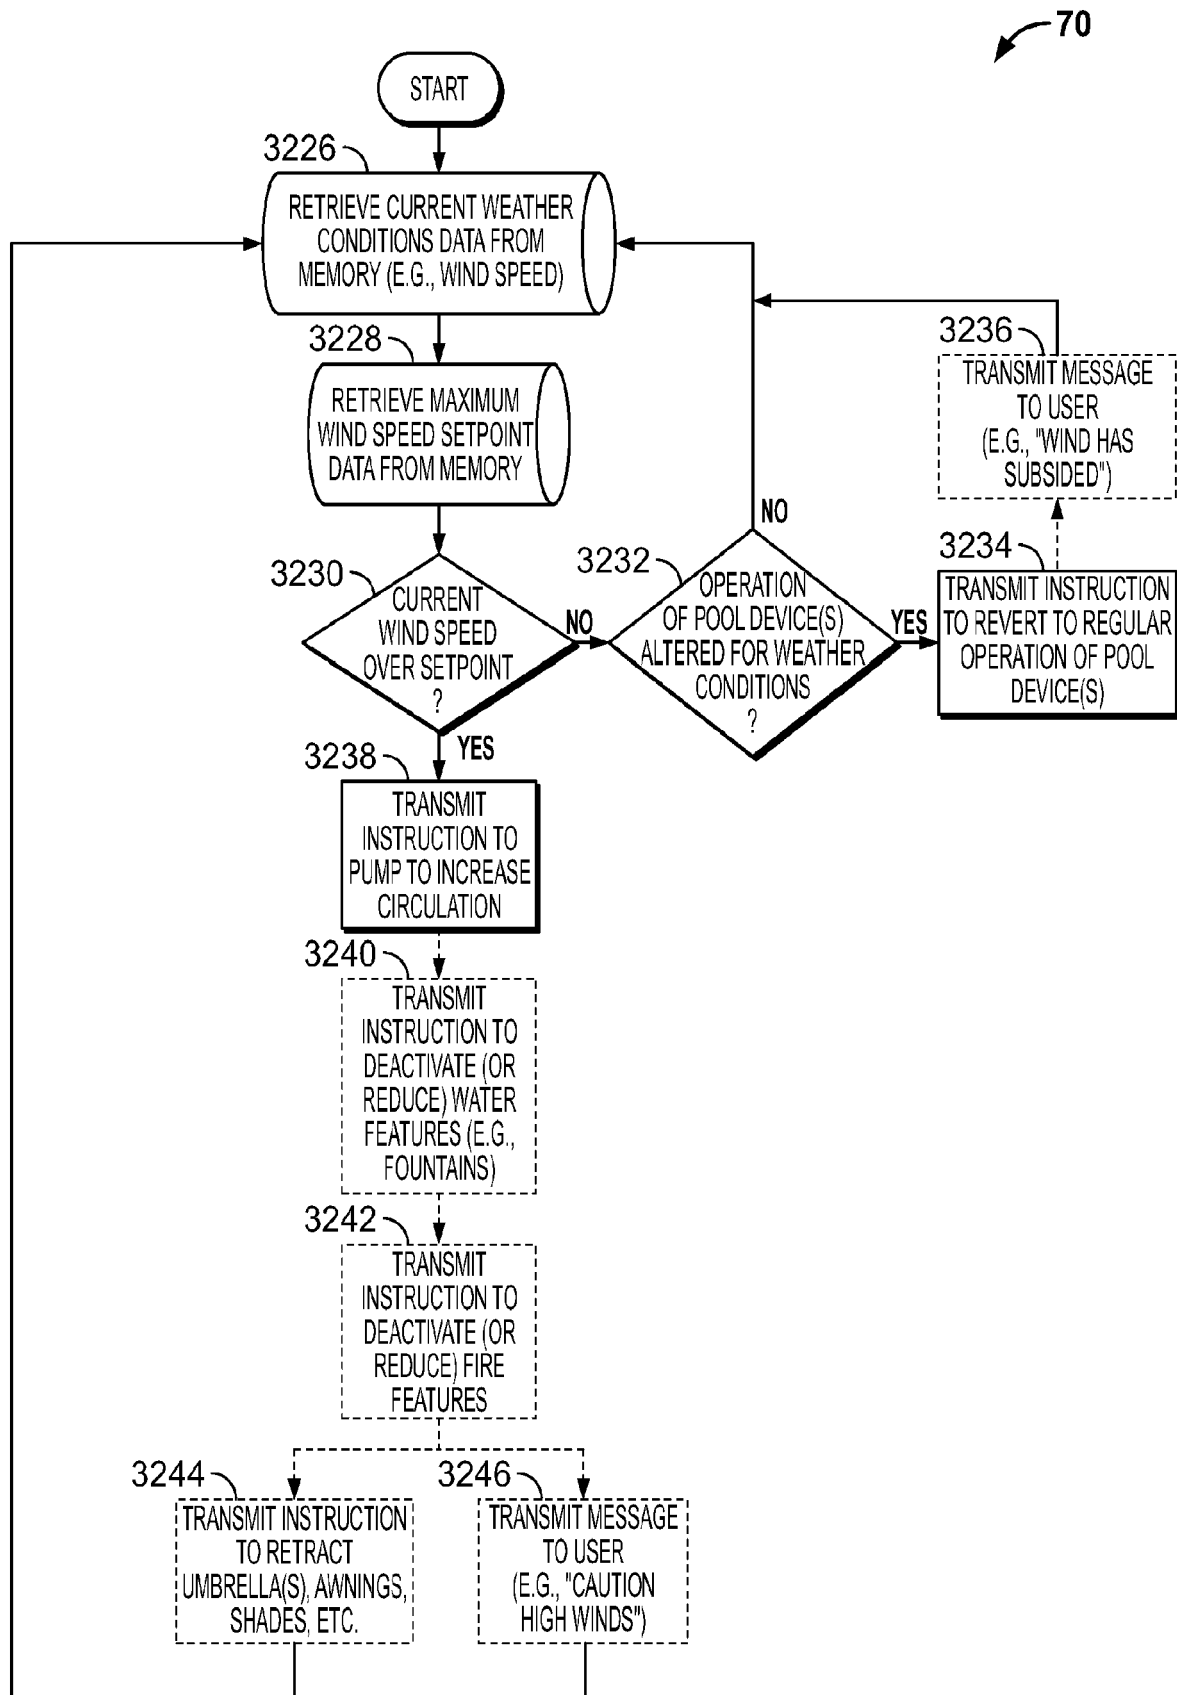 70
START
3226
RETRIEVE CURRENT WEATHER
CONDITIONS DATA FROM
MEMORY (E.G., WIND SPEED)
3228
RETRIEVE MAXIMUM
WIND SPEED SETPOINT
DATA FROM MEMORY
3230
CURRENT
WIND SPEED
OVER SETPOINT
?
NO
YES
3232
OPERATION
OF POOL DEVICE(S)
ALTERED FOR WEATHER
CONDITIONS
?
NO
YES
3234
TRANSMIT INSTRUCTION
TO REVERT TO REGULAR
OPERATION OF POOL
DEVICE(S)
3236
TRANSMIT MESSAGE
TO USER
(E.G., "WIND HAS
SUBSIDED")
3238
TRANSMIT
INSTRUCTION TO
PUMP TO INCREASE
CIRCULATION
3240
TRANSMIT
INSTRUCTION TO
DEACTIVATE (OR
REDUCE) WATER
FEATURES (E.G.,
FOUNTAINS)
3242
TRANSMIT
INSTRUCTION TO
DEACTIVATE (OR
REDUCE) FIRE
FEATURES
3244
TRANSMIT INSTRUCTION
TO RETRACT
UMBRELLA(S), AWNINGS,
SHADES, ETC.
3246
TRANSMIT MESSAGE
TO USER
(E.G., "CAUTION
HIGH WINDS")